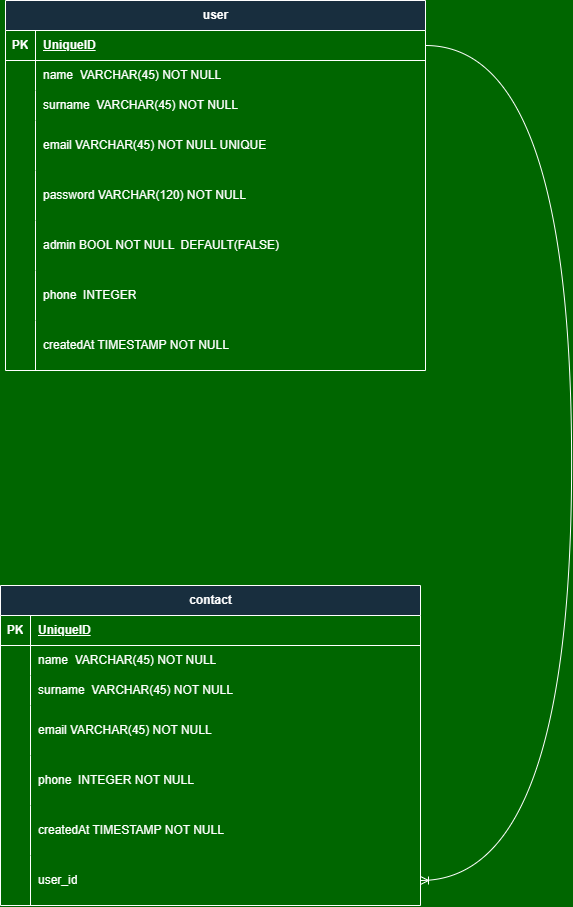 user
PK UniqueID
name  VARCHAR(45) NOT NULL
surname  VARCHAR(45) NOT NULL
email VARCHAR(45) NOT NULL UNIQUE
password VARCHAR(120) NOT NULL
admin BOOL NOT NULL  DEFAULT(FALSE)
phone  INTEGER
createdAt TIMESTAMP NOT NULL
contact
PK UniqueID
name  VARCHAR(45) NOT NULL
surname  VARCHAR(45) NOT NULL
email VARCHAR(45) NOT NULL
phone  INTEGER NOT NULL
createdAt TIMESTAMP NOT NULL
user_id